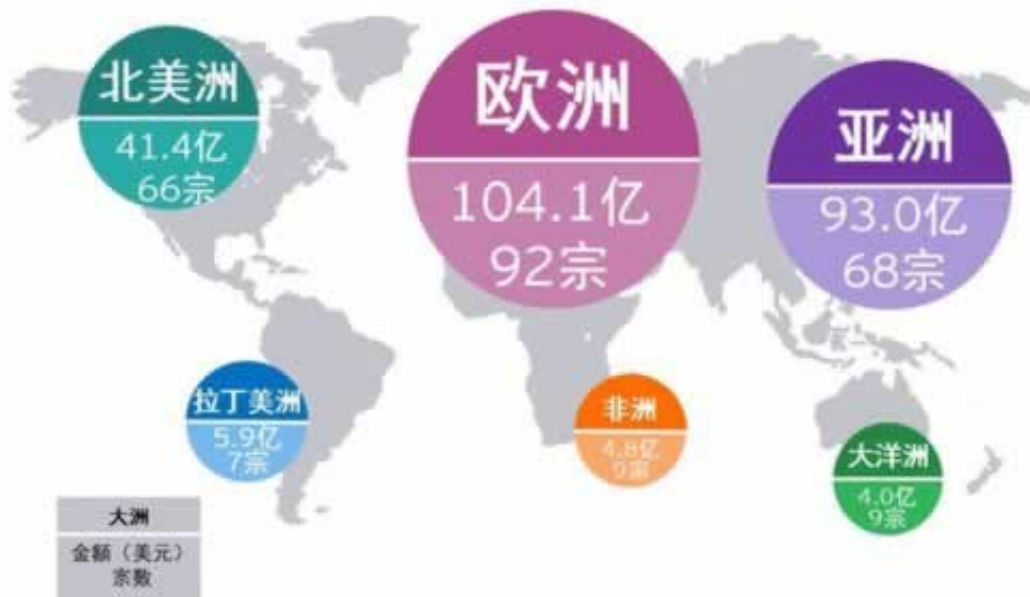 北美洲
41.4亿
66宗
欧洲
104.1亿
92宗
亚洲
93.0亿
68宗
拉丁美洲
5.9亿
7宗
非洲
4.8亿
大洋洲
4.0亿
9宗
大洲
金额（美元）
宗数